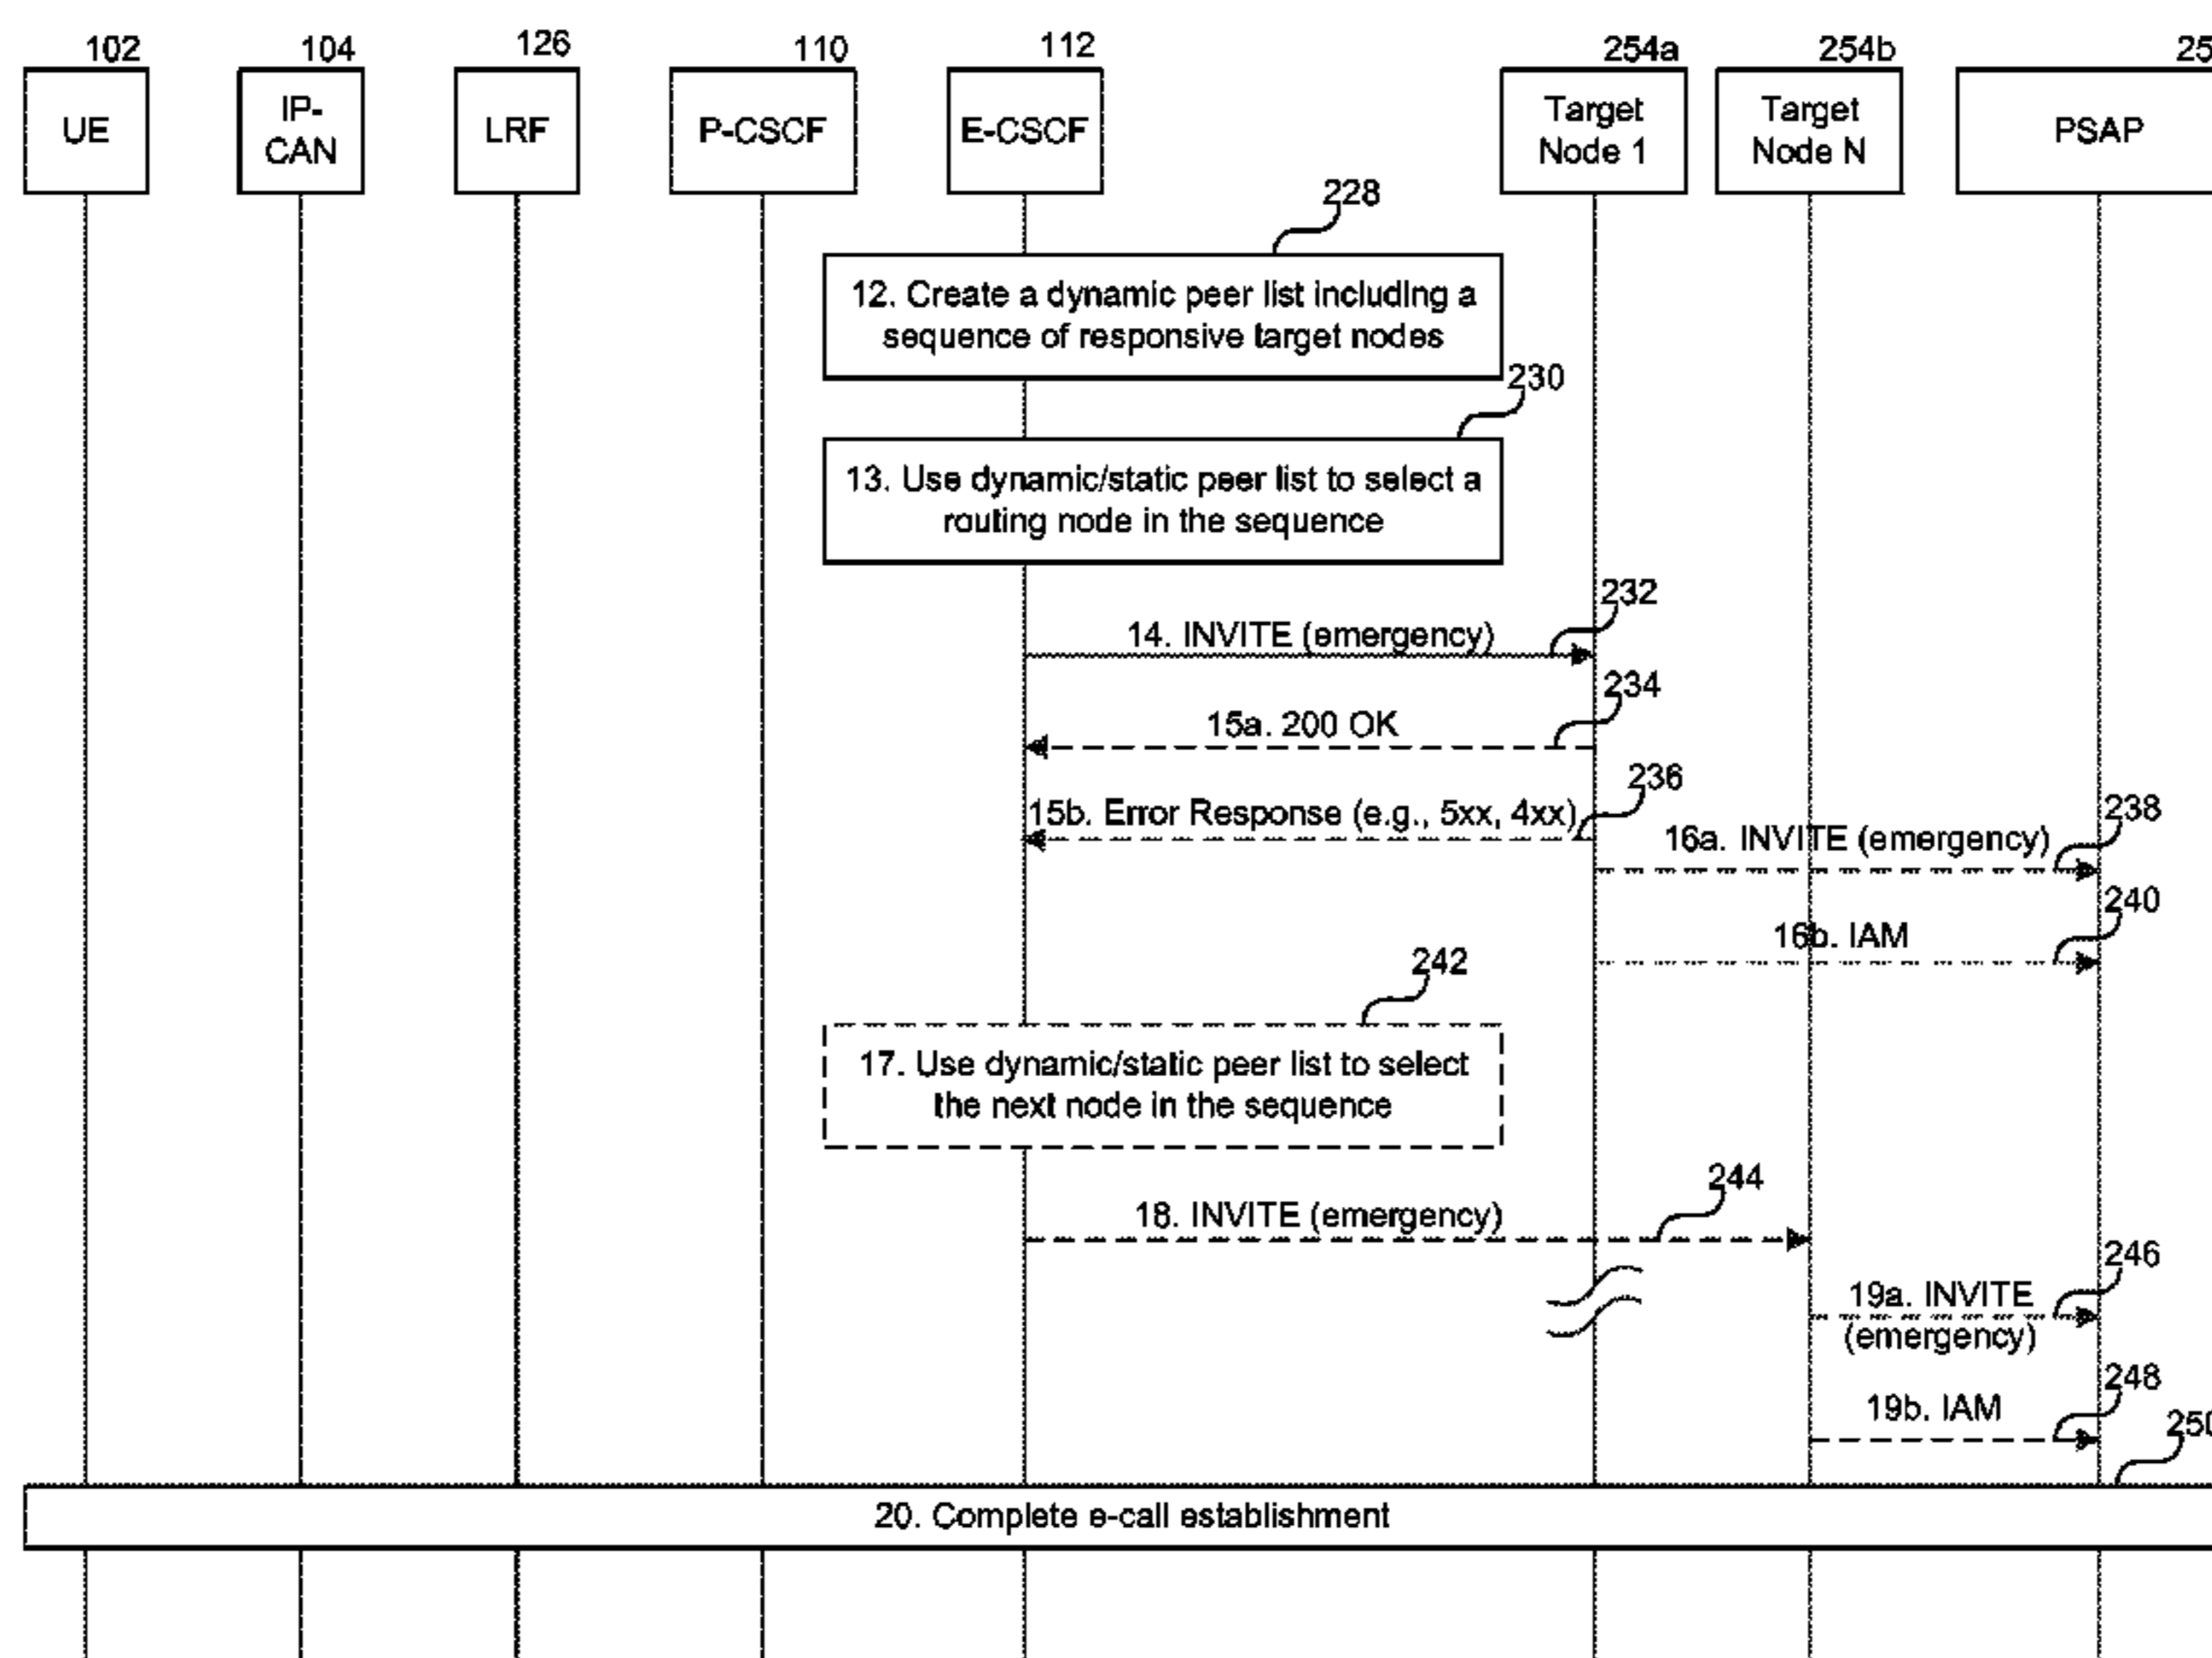 102
104
126
110
112
254a
254b
25
UE
IP-
CAN
LRF
P-CSCF
E-CSCF
Target
Node 1
Target
Node N
PSAP
228
12. Create a dynamic peer list including a
sequence of responsive target nodes
230
13. Use dynamic/static peer list to select a
routing node in the sequence
232
14. INVITE (emergency)
234
15a. 200 OK
236
15b. Error Response (e.g., 5xx, 4xx)
238
16a. INVITE (emergency)
240
16b. IAM
242
17. Use dynamic/static peer list to select
the next node in the sequence
244
18. INVITE (emergency)
246
19a. INVITE
(emergency)
248
19b. IAM
250
20. Complete e-call establishment